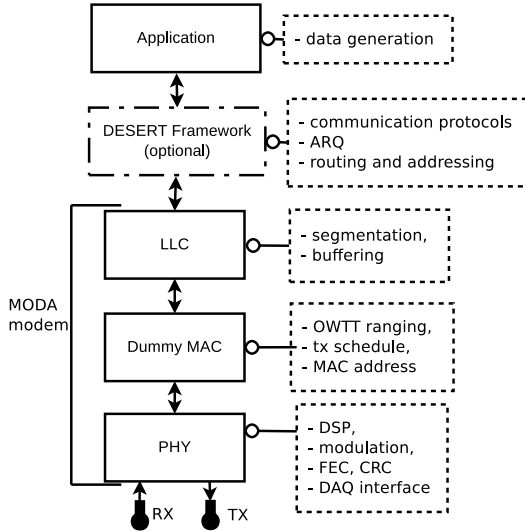 Application
- data generation
DESERT Framework
(optional)
- communication protocols
- ARQ
- routing and addressing
LLC
- segmentation,
- buffering
MODA
modem
Dummy MAC
- OWTT ranging,
- tx schedule,
- MAC address
PHY
- DSP,
- modulation,
- FEC, CRC
- DAQ interface
RX
TX